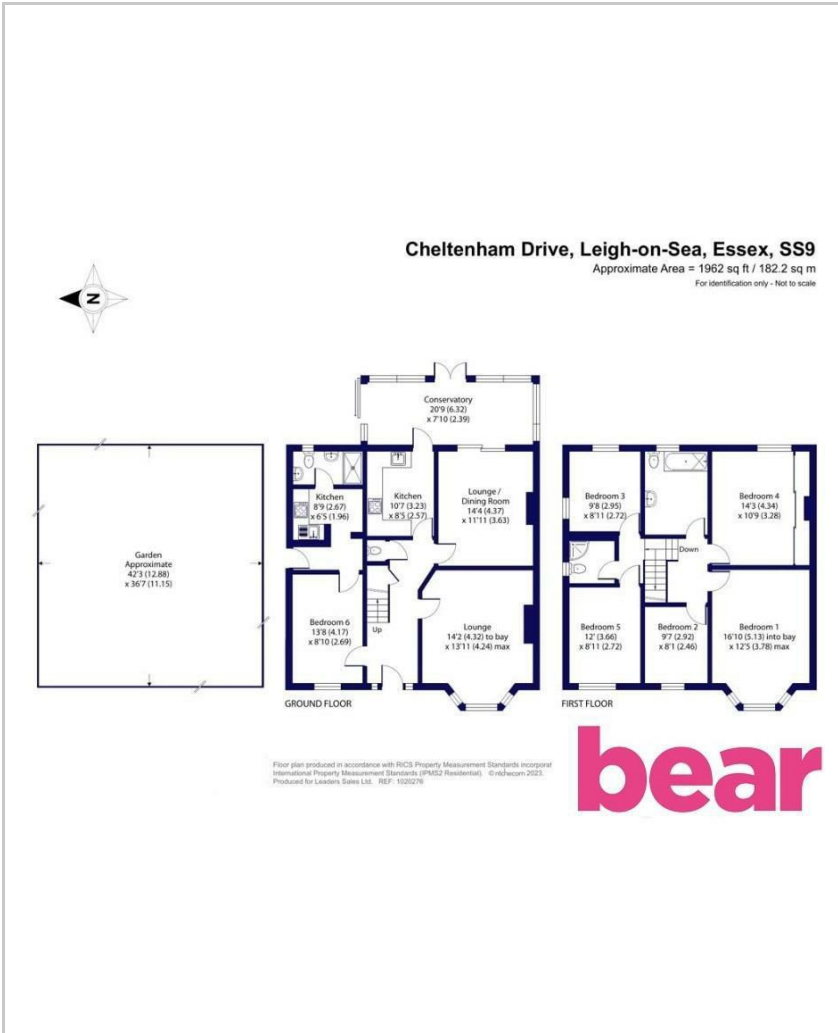 Cheltenham Drive, Leigh-on-Sea, Essex, SS9
Approximate Area = 1962 sq ft / 182.2 sq m
For identification only - Not to scale
N
Conservatory
20'9 (6.32)
x 7'10 (2.39)
Kitchen
8'9 (2.67)
x 6'5 (1.96)
Kitchen
10'7 (3.23)
x 8'5 (2.57)
Lounge /
Dining Room
14'4 (4.37)
x 11'11 (3.63)
Garden
Approximate
42'3 (12.88)
x 36'7 (11.15)
Bedroom 6
13'8 (4.17)
x 8'10 (2.69)
Up
Lounge
14'2 (4.32) to bay
x 13'11 (4.24) max
GROUND FLOOR
Bedroom 3
9'8 (2.95)
x 8'11 (2.72)
Bedroom 4
14'3 (4.34)
x 10'9 (3.28)
Down
Bedroom 5
12' (3.66)
x 8'11 (2.72)
Bedroom 2
9'7 (2.92)
x 8'1 (2.46)
Bedroom 1
16'10 (5.13) into bay
x 12'5 (3.78) max
FIRST FLOOR
Floor plan produced in accordance with RICS Property Measurement Standards incorporat
International Property Measurement Standards (IPMS2 Residential). © nichecom 2023.
Produced for Leaders Sales Ltd. REF: 1020276
bear